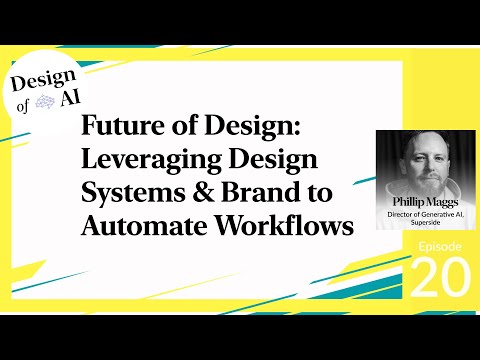 Design
of AI
Future of Design:
Leveraging Design
Systems & Brand to
Automate Workflows
Phillip Maggs
Director of Generative AI,
Superside
Episode
20